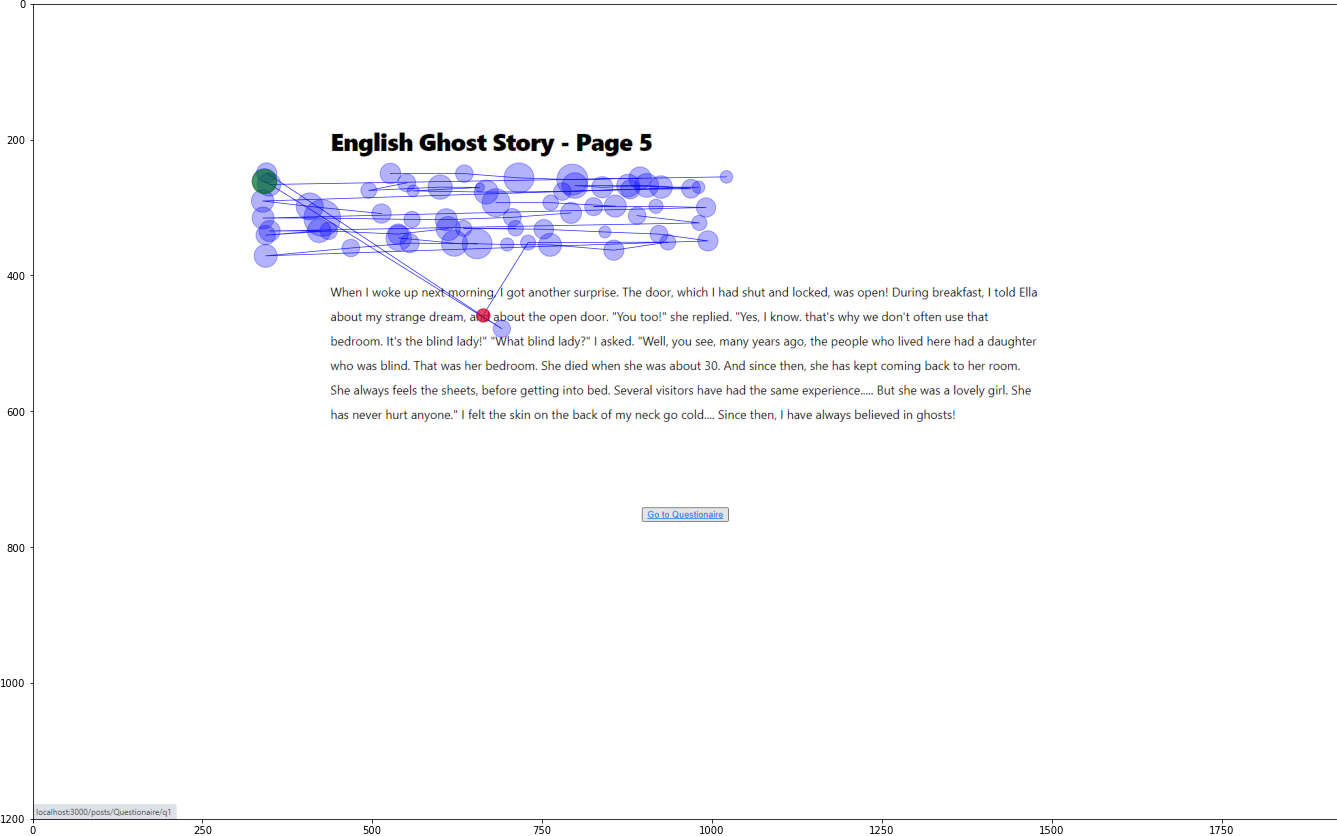 0
200
English Ghost Story - Page 5
400
When I woke up next morning, I got another surprise. The door, which I had shut and locked, was open! During breakfast, I told Ella
about my strange dream, and about the open door. "You too!" she replied. "Yes, I know. that's why we don't often use that
bedroom. It's the blind lady!" "What blind lady?" I asked. "Well, you see, many years ago, the people who lived here had a daughter
who was blind. That was her bedroom. She died when she was about 30. And since then, she has kept coming back to her room.
She always feels the sheets, before getting into bed. Several visitors have had the same experience..... But she was a lovely girl. She
600
has never hurt anyone." I felt the skin on the back of my neck go cold.... Since then, I have always believed in ghosts!
Go to Questionaire
800
1000
localhost:3000/posts/Questionaire/q1
1200
0 250 500 750 1000 1250 1500 1750